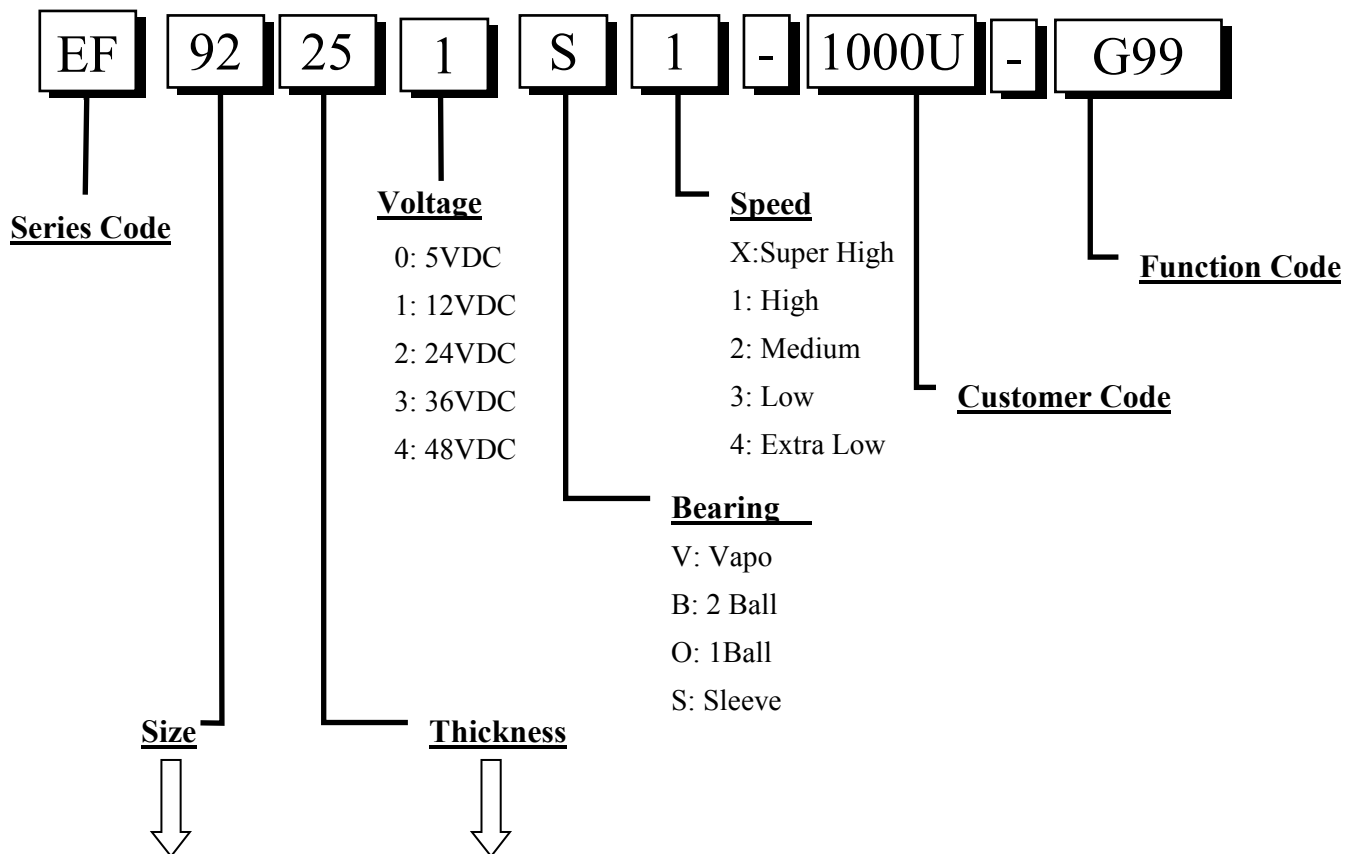 EF 92 25 1 S 1 - 1000U - G99
Series Code
Voltage
0: 5VDC
1: 12VDC
2: 24VDC
3: 36VDC
4: 48VDC
Speed
X:Super High
1: High
2: Medium
3: Low
4: Extra Low
Function Code
Customer Code
Bearing
V: Vapo
B: 2 Ball
O: 1Ball
S: Sleeve
Size
Thickness